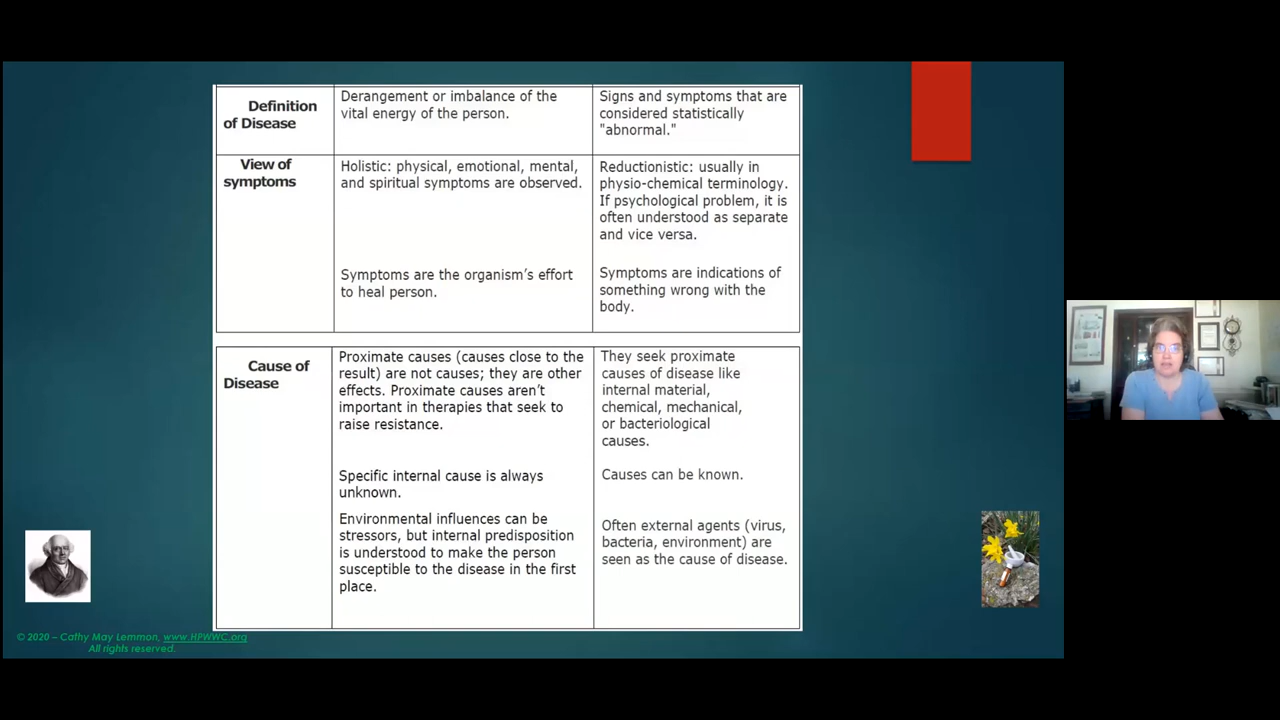 Definition
of Disease
Derangement or imbalance of the
vital energy of the person.
Signs and symptoms that are
considered statistically
"abnormal."
View of
symptoms
Holistic: physical, emotional, mental,
and spiritual symptoms are observed.
Reductionistic: usually in
physio-chemical terminology.
If psychological problem, it is
often understood as separate
and vice versa.
Symptoms are the organism’s effort
to heal person.
Symptoms are indications of
something wrong with the
body.
Cause of
Disease
Proximate causes (causes close to the
result) are not causes; they are other
effects. Proximate causes aren’t
important in therapies that seek to
raise resistance.
They seek proximate
causes of disease like
internal material,
chemical, mechanical,
or bacteriological
causes.
Specific internal cause is always
unknown.
Causes can be known.
Environmental influences can be
stressors, but internal predisposition
is understood to make the person
susceptible to the disease in the first
place.
Often external agents (virus,
bacteria, environment) are
seen as the cause of disease.
© 2020 – Cathy May Lemmon, www.HPWWC.org
All rights reserved.